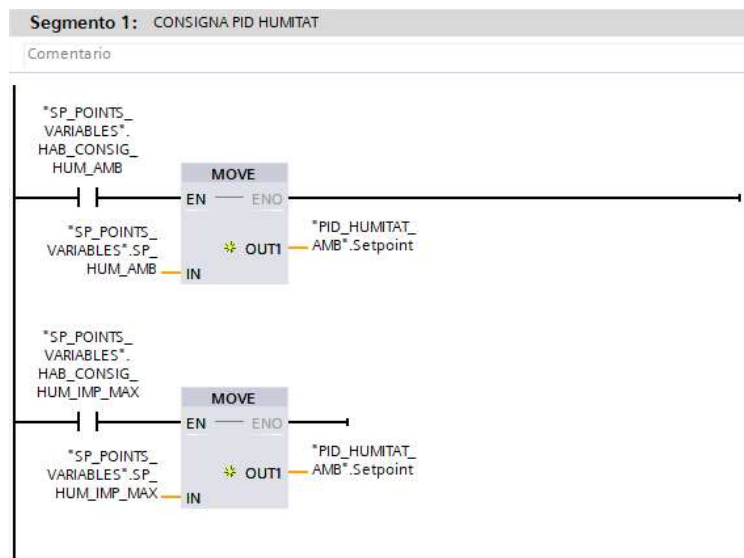 Segmento 1: CONSIGNA PID HUMITAT
Comentario
"SP_POINTS_
VARIABLES".
HAB_CONSIG_
HUM_AMB
MOVE
EN ENO
"SP_POINTS_
VARIABLES".SP_
HUM_AMB
IN
OUT1
"PID_HUMITAT_
AMB".Setpoint
"SP_POINTS_
VARIABLES".
HAB_CONSIG_
HUM_IMP_MAX
MOVE
EN ENO
"SP_POINTS_
VARIABLES".SP_
HUM_IMP_MAX
IN
OUT1
"PID_HUMITAT_
AMB".Setpoint